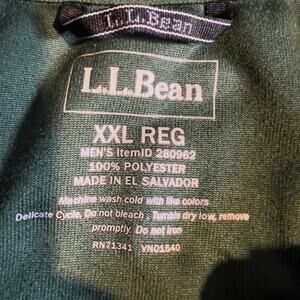 L.L.Bean
L.L.Bean
XXL REG
MEN'S ItemID 280962
100% POLYESTER
MADE IN EL SALVADOR
Machine wash cold with like colors
Delicate Cycle. Do not bleach. Tumble dry low, remove
promptly. Do not iron
RN71341 VN01540